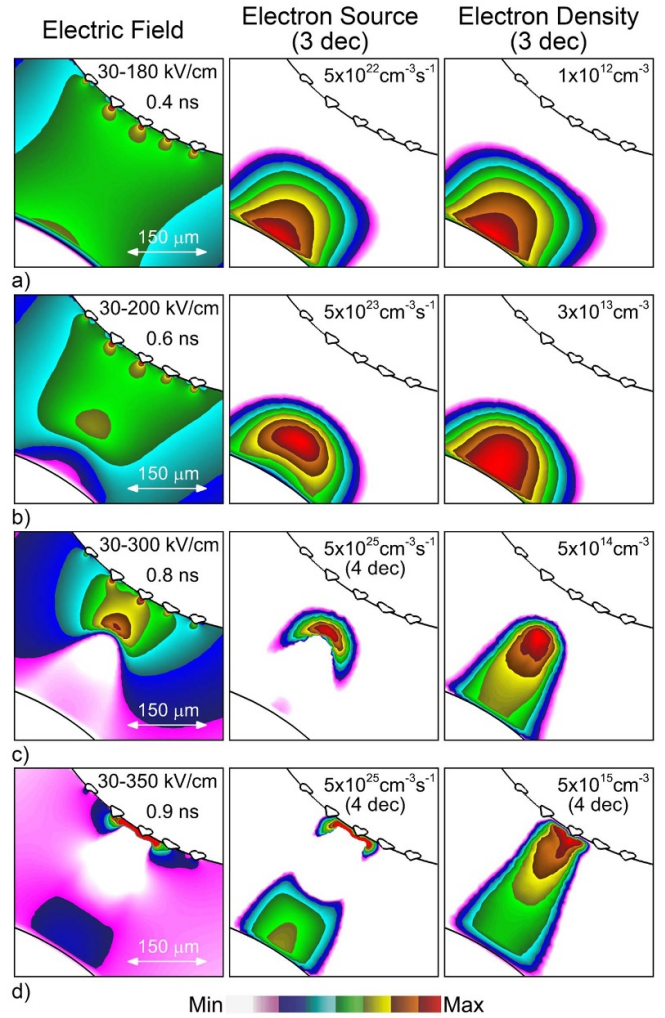 Electric Field
Electron Source
(3 dec)
Electron Density
(3 dec)
30-180 kV/cm
0.4 ns
150 μm
5x10²²cm⁻³s⁻¹
1x10¹²cm⁻³
a)
30-200 kV/cm
0.6 ns
150 μm
5x10²³cm⁻³s⁻¹
3x10¹³cm⁻³
b)
30-300 kV/cm
0.8 ns
150 μm
5x10²⁵cm⁻³s⁻¹
(4 dec)
5x10¹⁴cm⁻³
c)
30-350 kV/cm
0.9 ns
150 μm
5x10²⁵cm⁻³s⁻¹
(4 dec)
5x10¹⁵cm⁻³
(4 dec)
d)
Min
Max